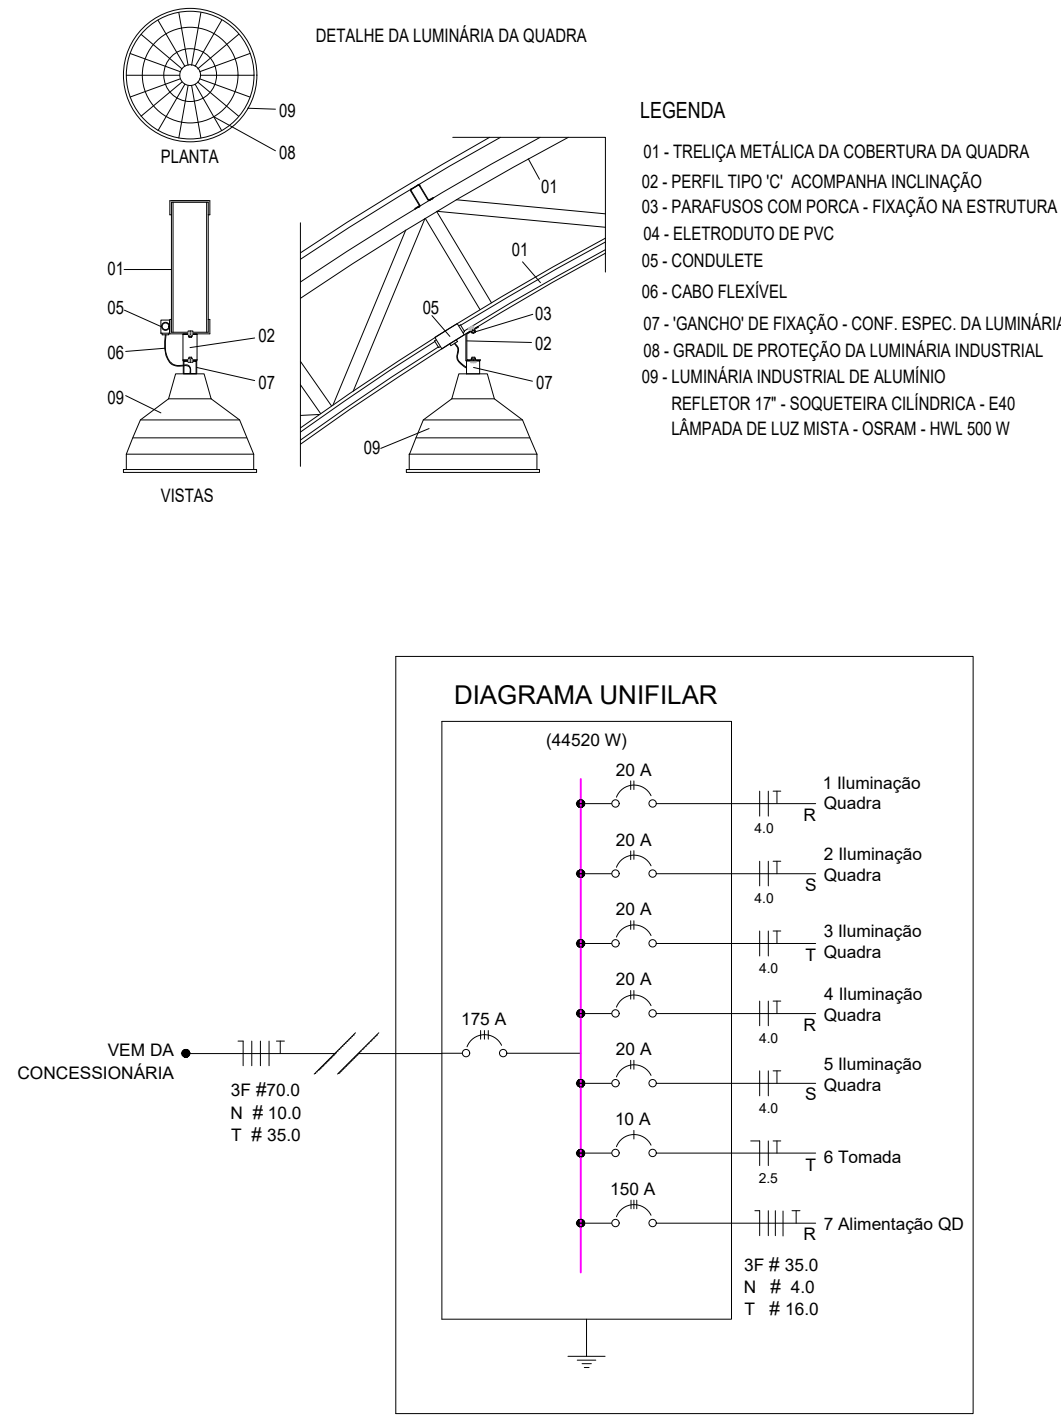 DETALHE DA LUMINÁRIA DA QUADRA
09
08
PLANTA
01
05
06
09
02
07
VISTAS
01
01
05
03
02
07
09
LEGENDA
01 - TRELIÇA METÁLICA DA COBERTURA DA QUADRA
02 - PERFIL TIPO 'C' ACOMPANHA INCLINAÇÃO
03 - PARAFUSOS COM PORCA - FIXAÇÃO NA ESTRUTURA
04 - ELETRODUTO DE PVC
05 - CONDULETE
06 - CABO FLEXÍVEL
07 - 'GANCHO' DE FIXAÇÃO - CONF. ESPEC. DA LUMINÁRIA
08 - GRADIL DE PROTEÇÃO DA LUMINÁRIA INDUSTRIAL
09 - LUMINÁRIA INDUSTRIAL DE ALUMÍNIO
REFLETOR 17" - SOQUETEIRA CILÍNDRICA - E40
LÂMPADA DE LUZ MISTA - OSRAM - HWL 500 W
DIAGRAMA UNIFILAR
(44520 W)
20 A
4.0
R
1 Iluminação
Quadra
20 A
4.0
S
2 Iluminação
Quadra
20 A
4.0
T
3 Iluminação
Quadra
20 A
4.0
R
4 Iluminação
Quadra
175 A
VEM DA
CONCESSIONÁRIA
3F #70.0
N # 10.0
T # 35.0
20 A
4.0
S
5 Iluminação
Quadra
10 A
2.5
T
6 Tomada
150 A
R
7 Alimentação QD
3F # 35.0
N # 4.0
T # 16.0